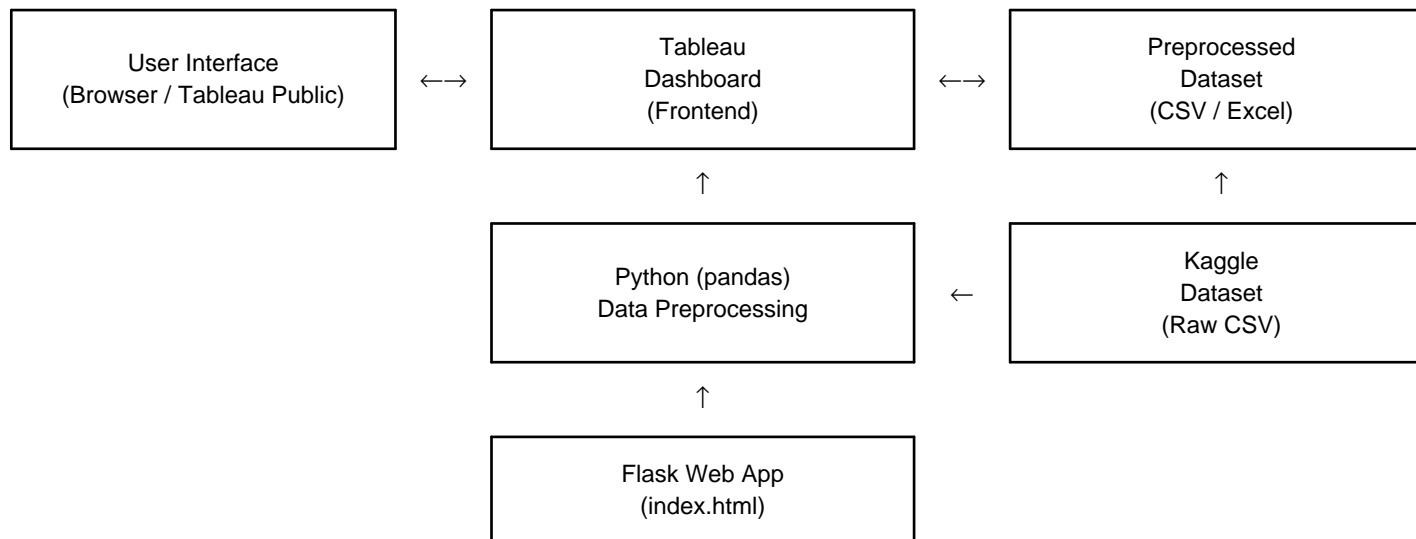 User Interface
(Browser / Tableau Public)
←→
Tableau
Dashboard
(Frontend)
←→
Preprocessed
Dataset
(CSV / Excel)
↑
↑
Python (pandas)
Data Preprocessing
←
Kaggle
Dataset
(Raw CSV)
↑
Flask Web App
(index.html)